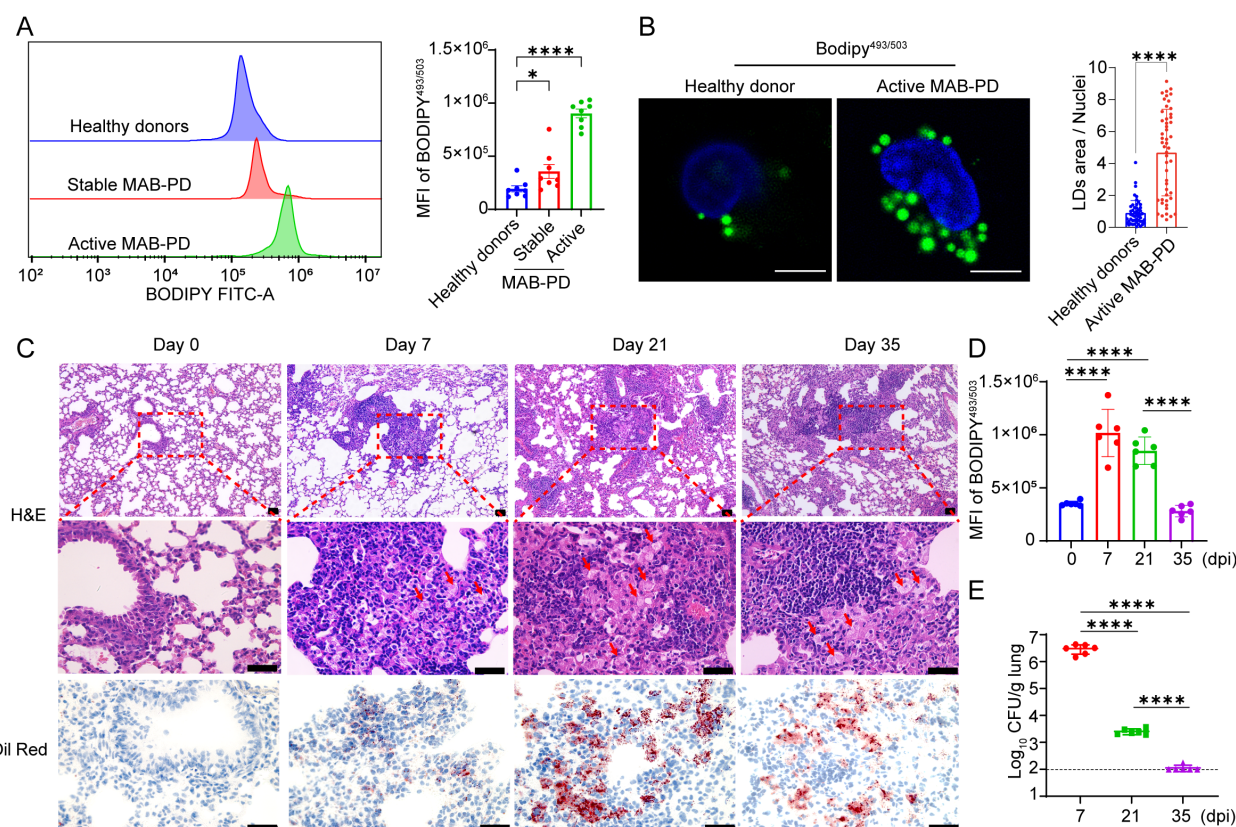 A
Healthy donors
Stable MAB-PD
Active MAB-PD
10² 10³ 10⁴ 10⁵ 10⁶ 10⁷
BODIPY FITC-A
MFI of BODIPY⁴⁹³/⁵⁰³
1.5×10⁶
1×10⁶
5×10⁵
0
****
*
Healthy donors
Stable
Active
MAB-PD
B
Bodipy⁴⁹³/⁵⁰³
Healthy donor
Active MAB-PD
LDs area / Nuclei
10
8
6
4
2
0
****
Healthy donors
Avtive MAB-PD
C
Day 0
Day 7
Day 21
Day 35
H&E
Oil Red
D
MFI of BODIPY⁴⁹³/⁵⁰³
1.5×10⁶
1×10⁶
5×10⁵
0
****
****
****
0 7 21 35 (dpi)
E
Log₁₀ CFU/g lung
7
6
5
4
3
2
1
****
****
****
7 21 35 (dpi)